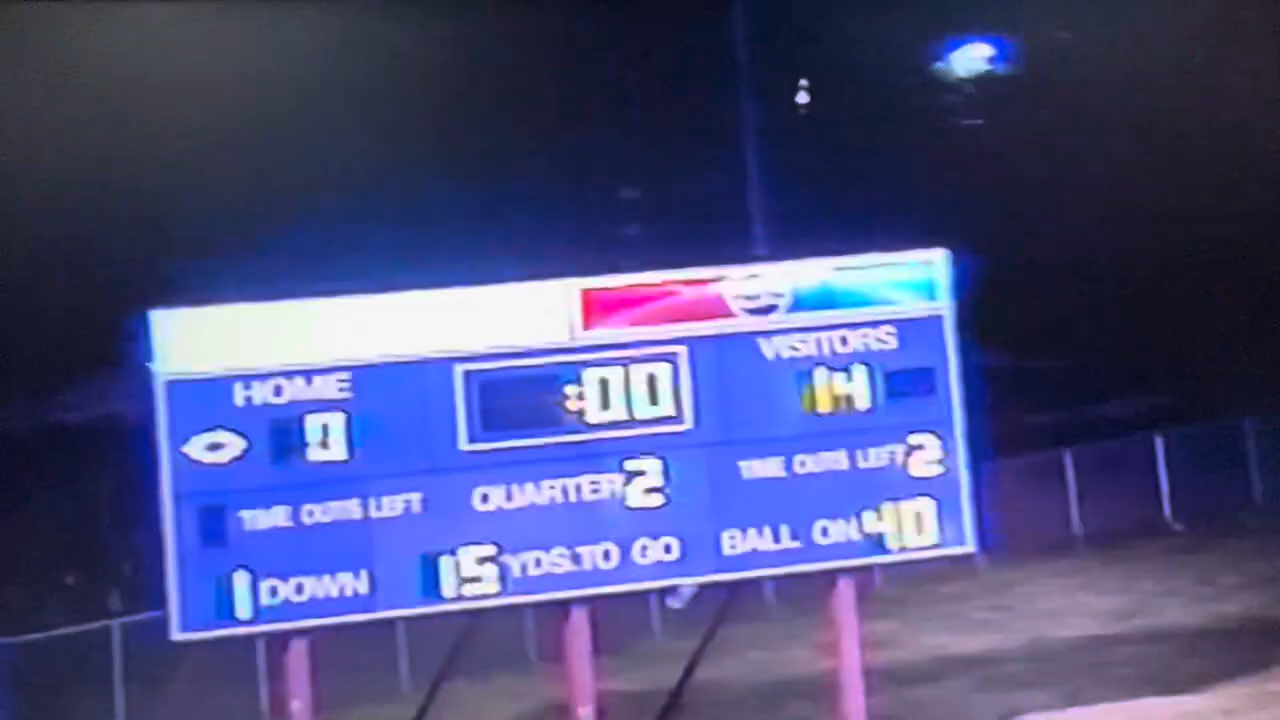 HOME :00 VISITORS
14
TIME OUTS LEFT QUARTER 2 TIME OUTS LEFT 2
1 DOWN 15 YDS.TO GO BALL ON 40